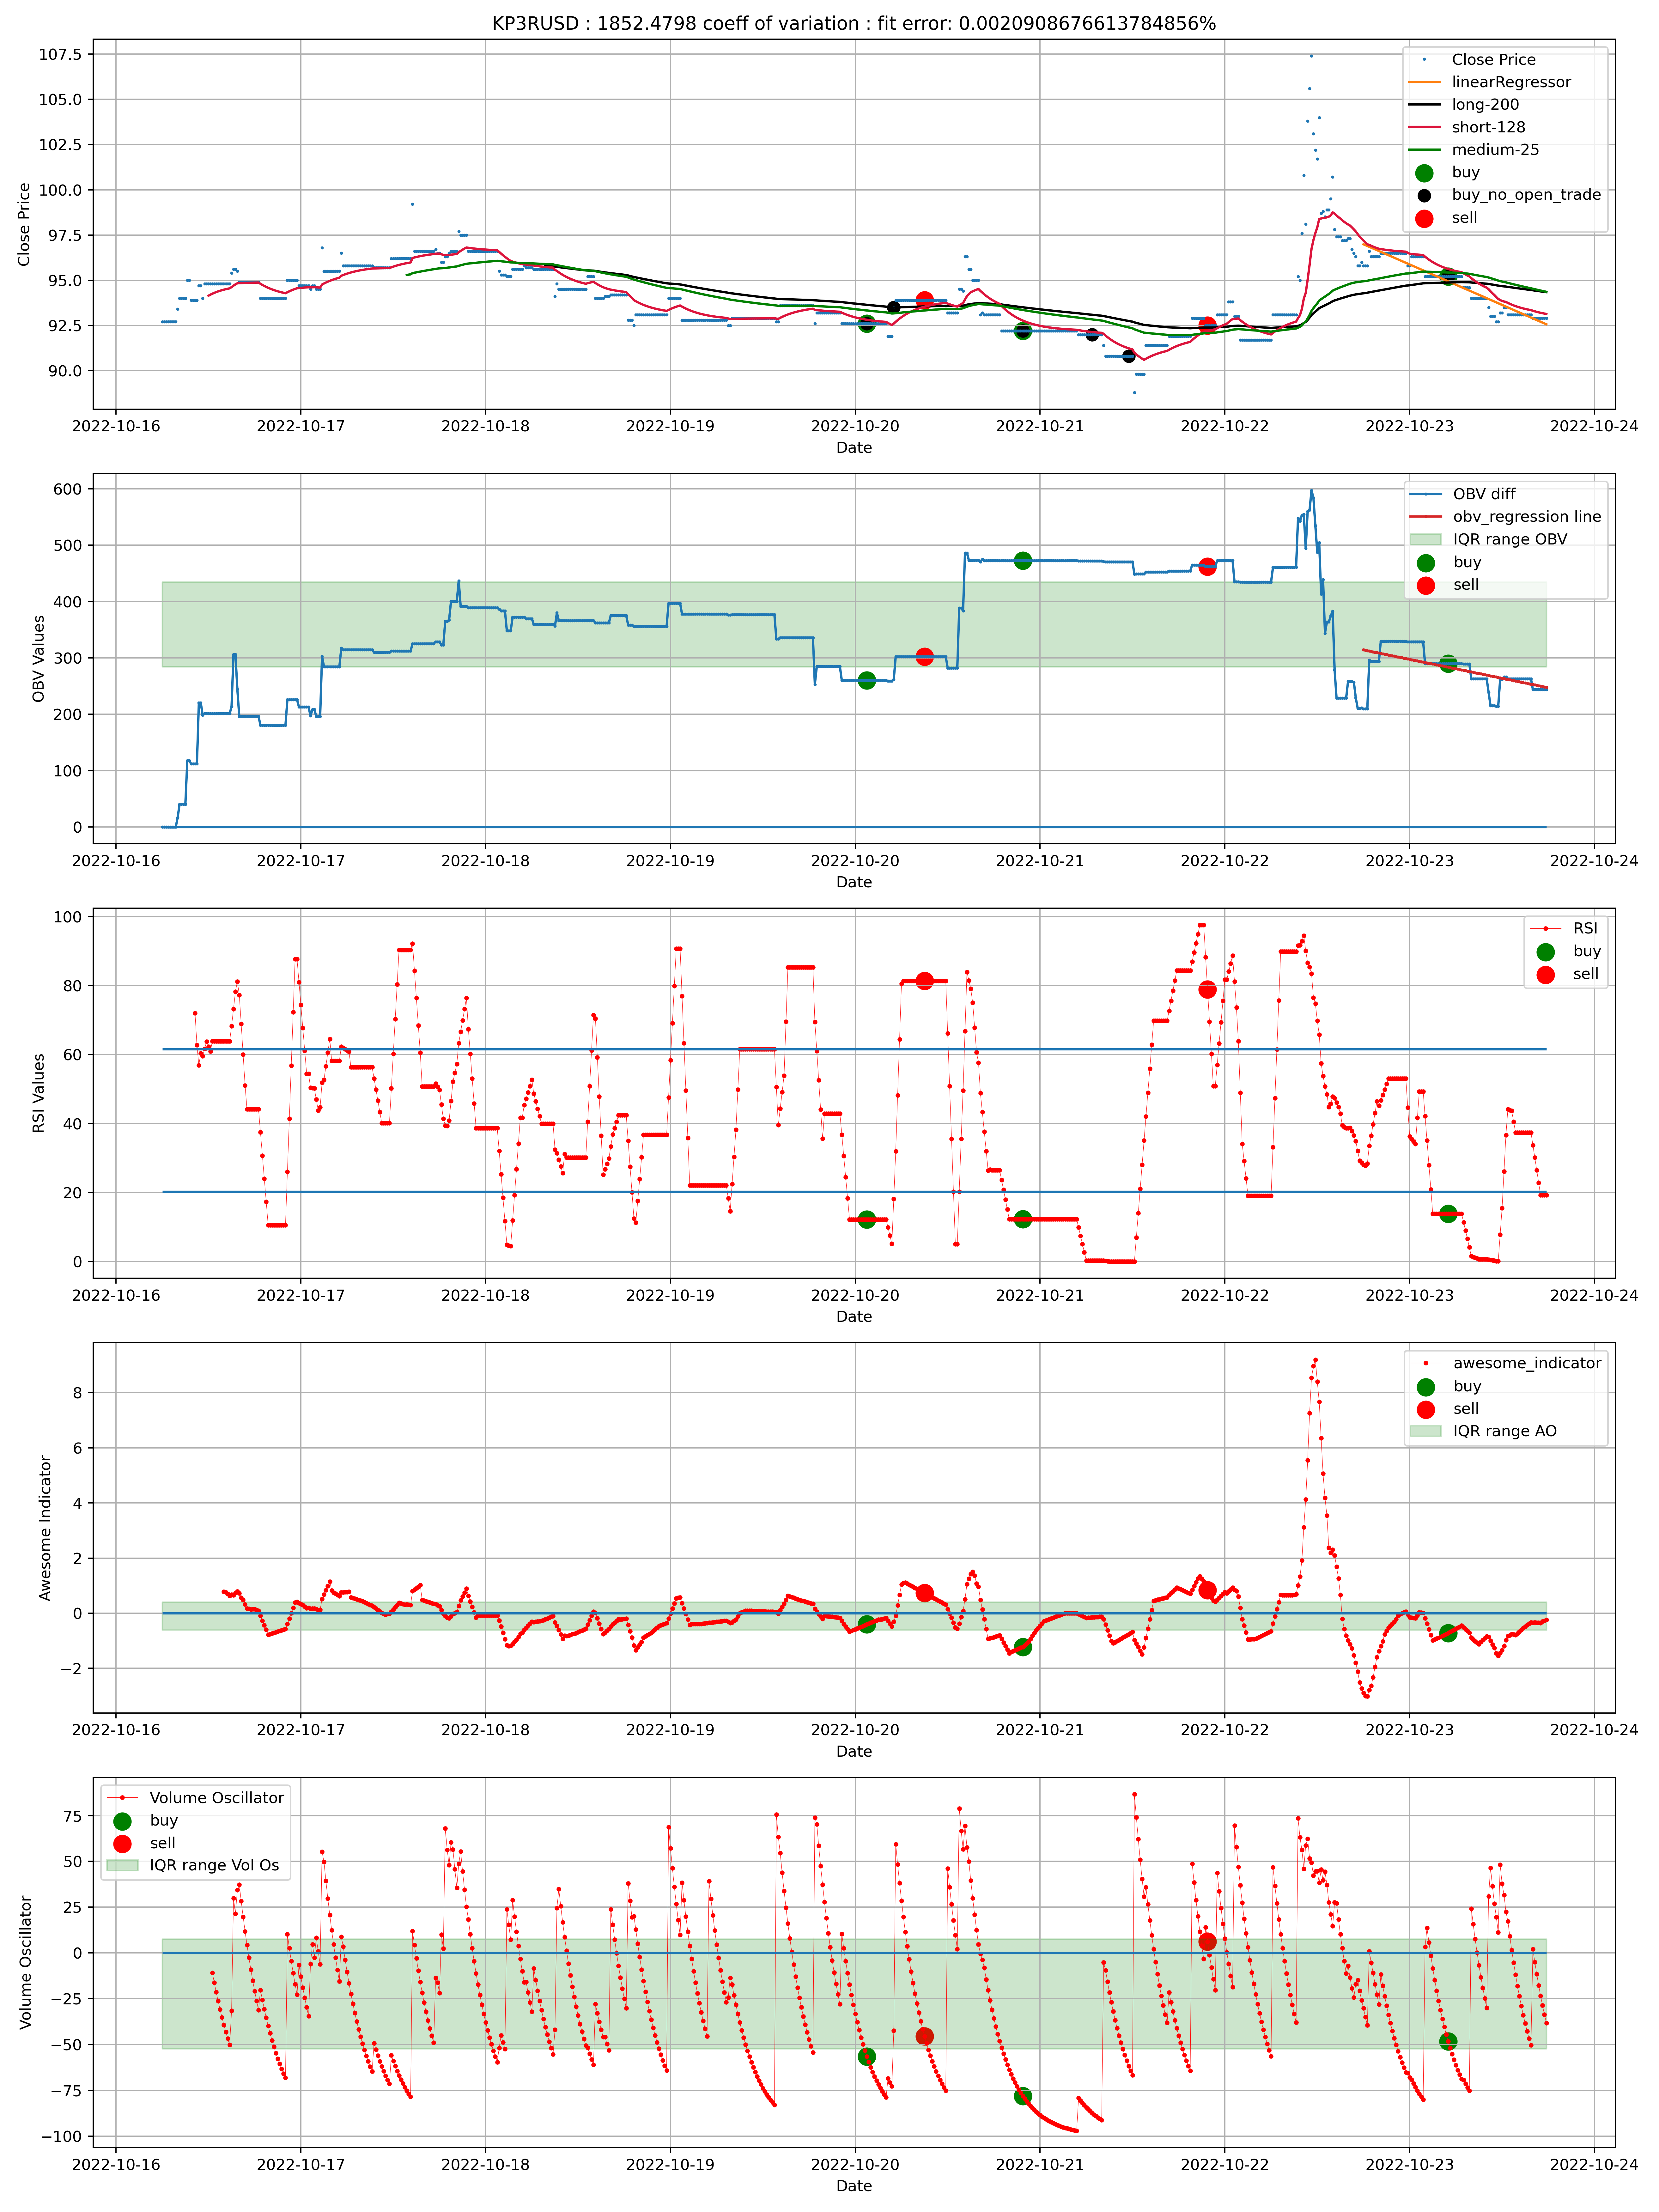 KP3RUSD : 1852.4798 coeff of variation : fit error: 0.0020908676613784856%
107.5
105.0
102.5
100.0
97.5
95.0
92.5
90.0
Close Price
Close Price
linearRegressor
long-200
short-128
medium-25
buy
buy_no_open_trade
sell
2022-10-16 2022-10-17 2022-10-18 2022-10-19 2022-10-20 2022-10-21 2022-10-22 2022-10-23 2022-10-24
Date
600
500
400
300
200
100
0
OBV Values
OBV diff
obv_regression line
IQR range OBV
buy
sell
2022-10-16 2022-10-17 2022-10-18 2022-10-19 2022-10-20 2022-10-21 2022-10-22 2022-10-23 2022-10-24
Date
100
80
60
40
20
0
RSI Values
RSI
buy
sell
2022-10-16 2022-10-17 2022-10-18 2022-10-19 2022-10-20 2022-10-21 2022-10-22 2022-10-23 2022-10-24
Date
8
6
4
2
0
−2
Awesome Indicator
awesome_indicator
buy
sell
IQR range AO
2022-10-16 2022-10-17 2022-10-18 2022-10-19 2022-10-20 2022-10-21 2022-10-22 2022-10-23 2022-10-24
Date
75
50
25
0
−25
−50
−75
−100
Volume Oscillator
Volume Oscillator
buy
sell
IQR range Vol Os
2022-10-16 2022-10-17 2022-10-18 2022-10-19 2022-10-20 2022-10-21 2022-10-22 2022-10-23 2022-10-24
Date